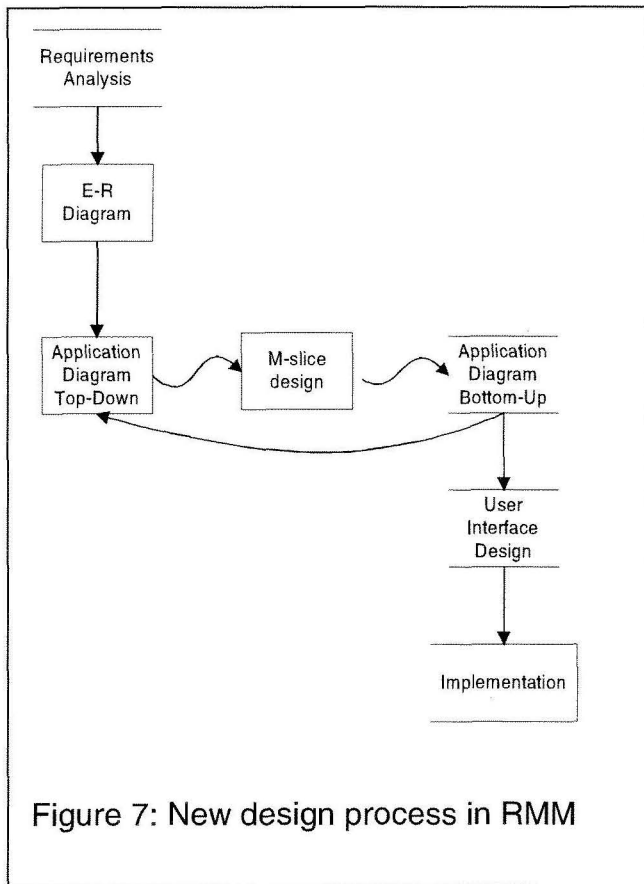 Requirements
Analysis
E-R
Diagram
Application
Diagram
Top-Down
M-slice
design
Application
Diagram
Bottom-Up
User
Interface
Design
Implementation
Figure 7: New design process in RMM